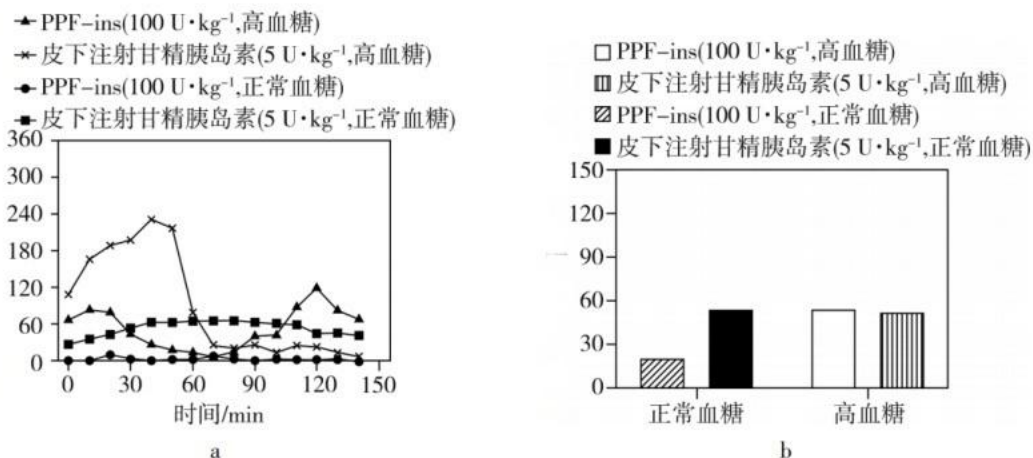 PPF-ins(100 U·kg⁻¹,高血糖)
皮下注射甘精胰岛素(5 U·kg⁻¹,高血糖)
PPF-ins(100 U·kg⁻¹,正常血糖)
皮下注射甘精胰岛素(5 U·kg⁻¹,正常血糖)
360
300
240
180
120
60
0
0 30 60 90 120 150
时间/min
a
PPF-ins(100 U·kg⁻¹,高血糖)
皮下注射甘精胰岛素(5 U·kg⁻¹,高血糖)
PPF-ins(100 U·kg⁻¹,正常血糖)
皮下注射甘精胰岛素(5 U·kg⁻¹,正常血糖)
150
120
90
60
30
0
正常血糖 高血糖
b